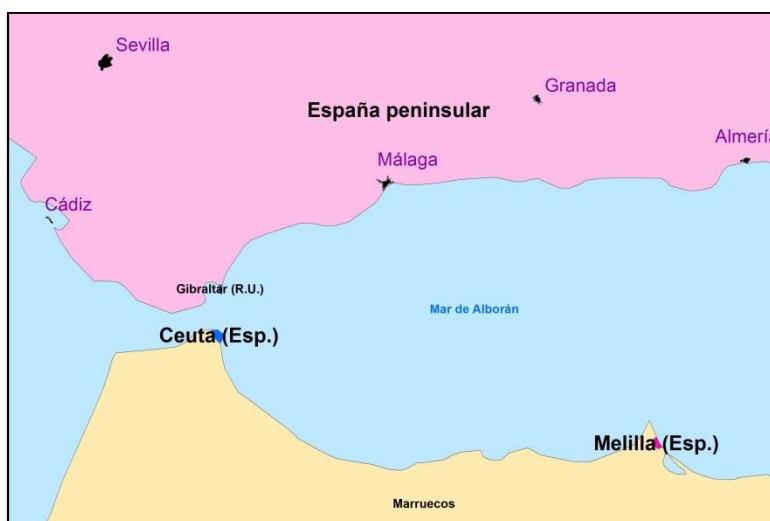 Sevilla
Granada
España peninsular
Almería
Málaga
Cádiz
Gibraltar (R.U.)
Mar de Alborán
Ceuta (Esp.)
Melilla (Esp.)
Marruecos